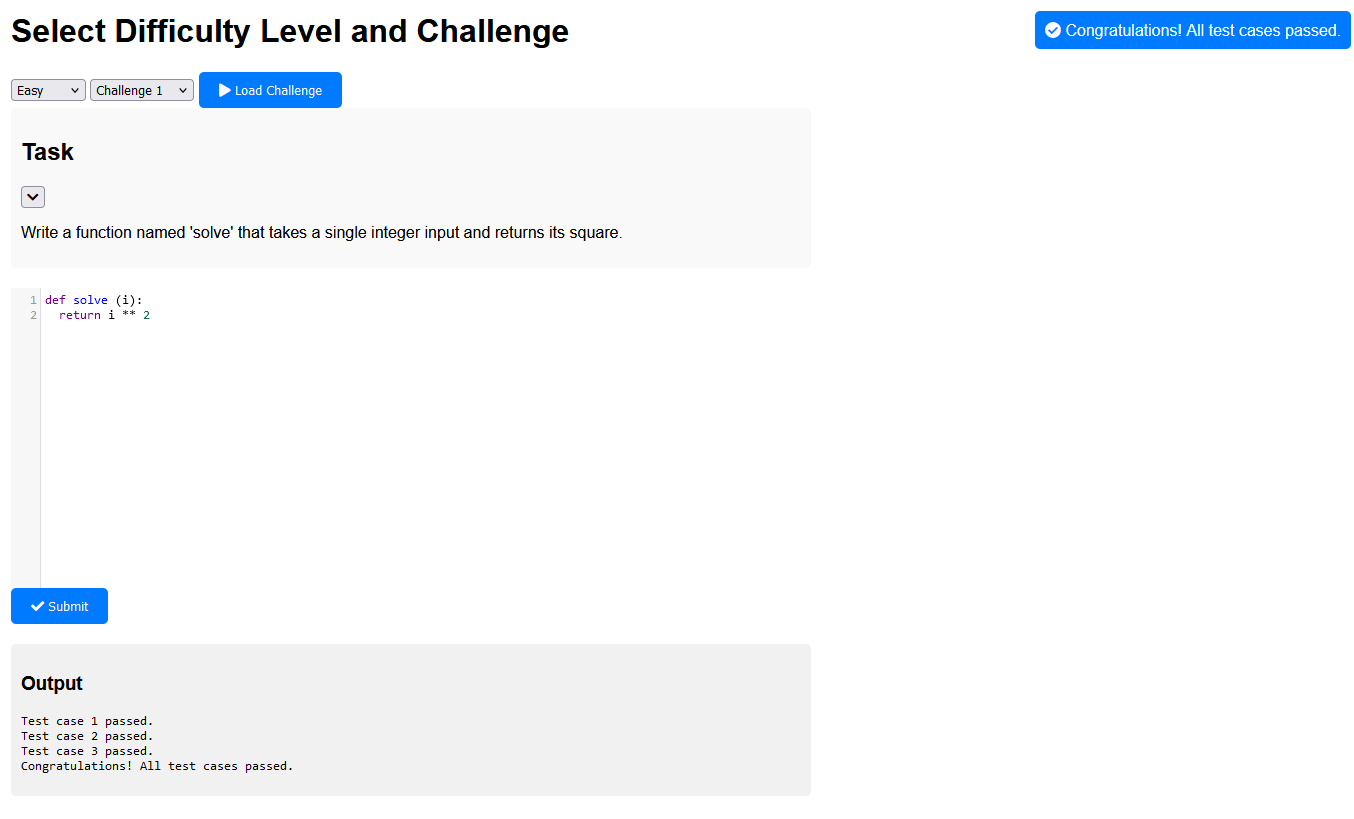 Select Difficulty Level and Challenge
Congratulations! All test cases passed.
Easy
Challenge 1
Load Challenge
Task
Write a function named 'solve' that takes a single integer input and returns its square.
1 def solve (i):
2   return i ** 2
Submit
Output
Test case 1 passed.
Test case 2 passed.
Test case 3 passed.
Congratulations! All test cases passed.